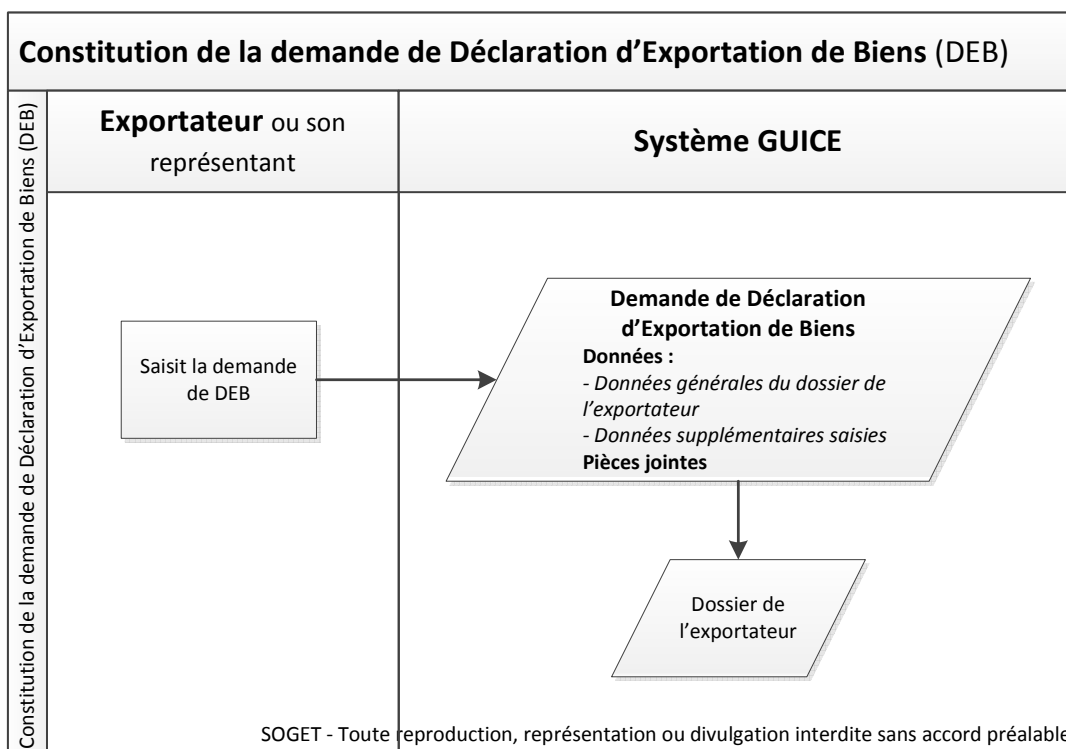 Constitution de la demande de Déclaration d’Exportation de Biens (DEB)
Constitution de la demande de Déclaration d’Exportation de Biens (DEB)
Exportateur ou son
représentant
Système GUICE
Saisit la demande
de DEB
Demande de Déclaration
d’Exportation de Biens
Données :
- Données générales du dossier de
l’exportateur
- Données supplémentaires saisies
Pièces jointes
Dossier de
l’exportateur
SOGET - Toute reproduction, représentation ou divulgation interdite sans accord préalable